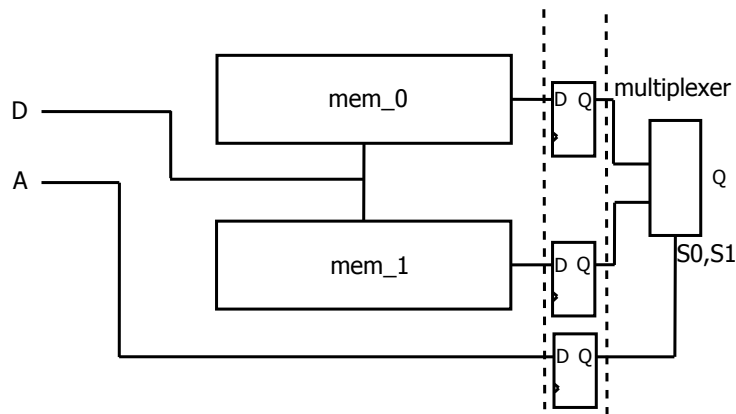 mem_0
D Q
multiplexer
D
A
Q
mem_1
D Q
S0,S1
D Q